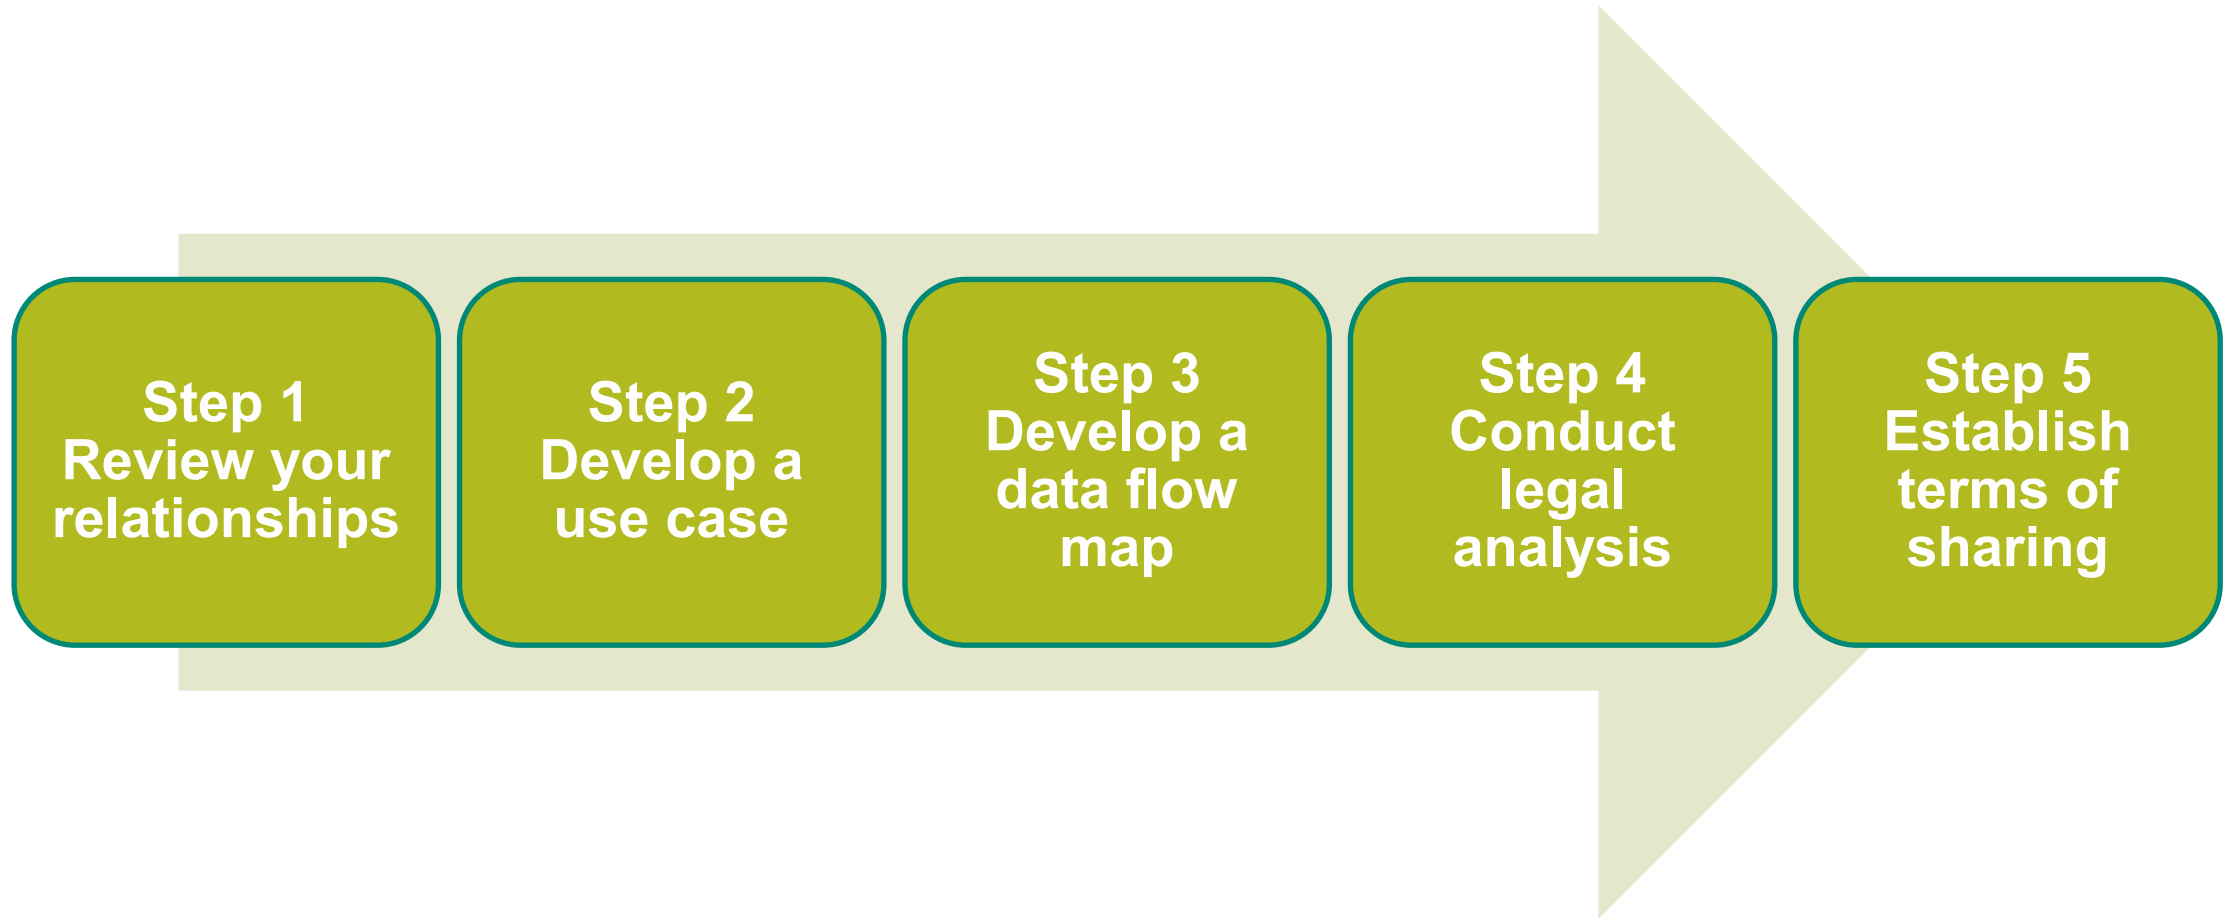 Step 1
Review your
relationships
Step 2
Develop a
use case
Step 3
Develop a
data flow
map
Step 4
Conduct
legal
analysis
Step 5
Establish
terms of
sharing